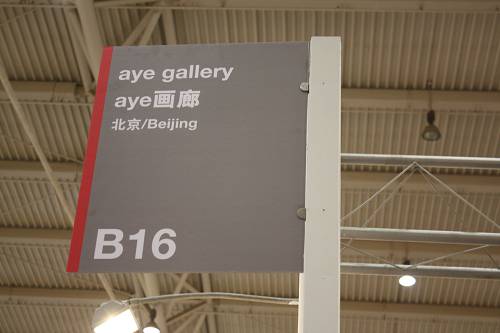 aye gallery
aye画廊
北京/Beijing
B16